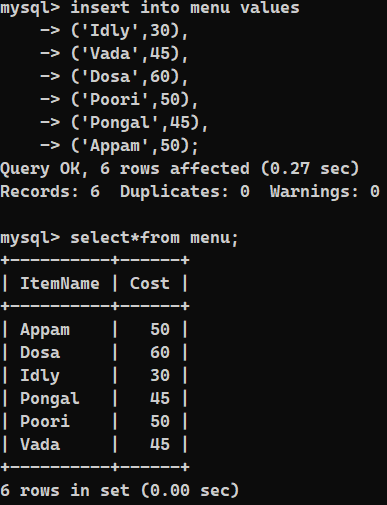 mysql> insert into menu values
    -> ('Idly',30),
    -> ('Vada',45),
    -> ('Dosa',60),
    -> ('Poori',50),
    -> ('Pongal',45),
    -> ('Appam',50);
Query OK, 6 rows affected (0.27 sec)
Records: 6  Duplicates: 0  Warnings: 0

mysql> select*from menu;
+----------+------+
| ItemName | Cost |
+----------+------+
| Appam    |   50 |
| Dosa     |   60 |
| Idly     |   30 |
| Pongal   |   45 |
| Poori    |   50 |
| Vada     |   45 |
+----------+------+
6 rows in set (0.00 sec)